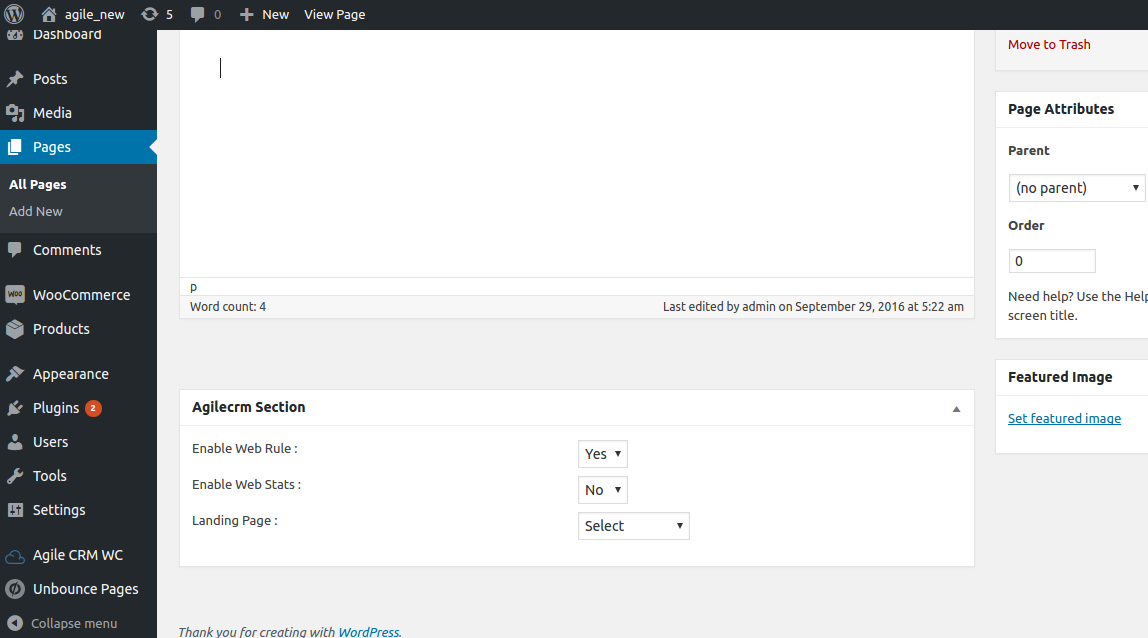 agile_new 5 0 New View Page
Dashboard
Posts
Media
Pages
All Pages
Add New
Comments
WOO WooCommerce
Products
Appearance
Plugins 2
Users
Tools
Settings
Agile CRM WC
Unbounce Pages
Collapse menu
p
Word count: 4 Last edited by admin on September 29, 2016 at 5:22 am
Agilecrm Section
Enable Web Rule : Yes
Enable Web Stats : No
Landing Page : Select
Thank you for creating with WordPress.
Move to Trash
Page Attributes
Parent
(no parent)
Order
0
Need help? Use the Help
screen title.
Featured Image
Set featured image